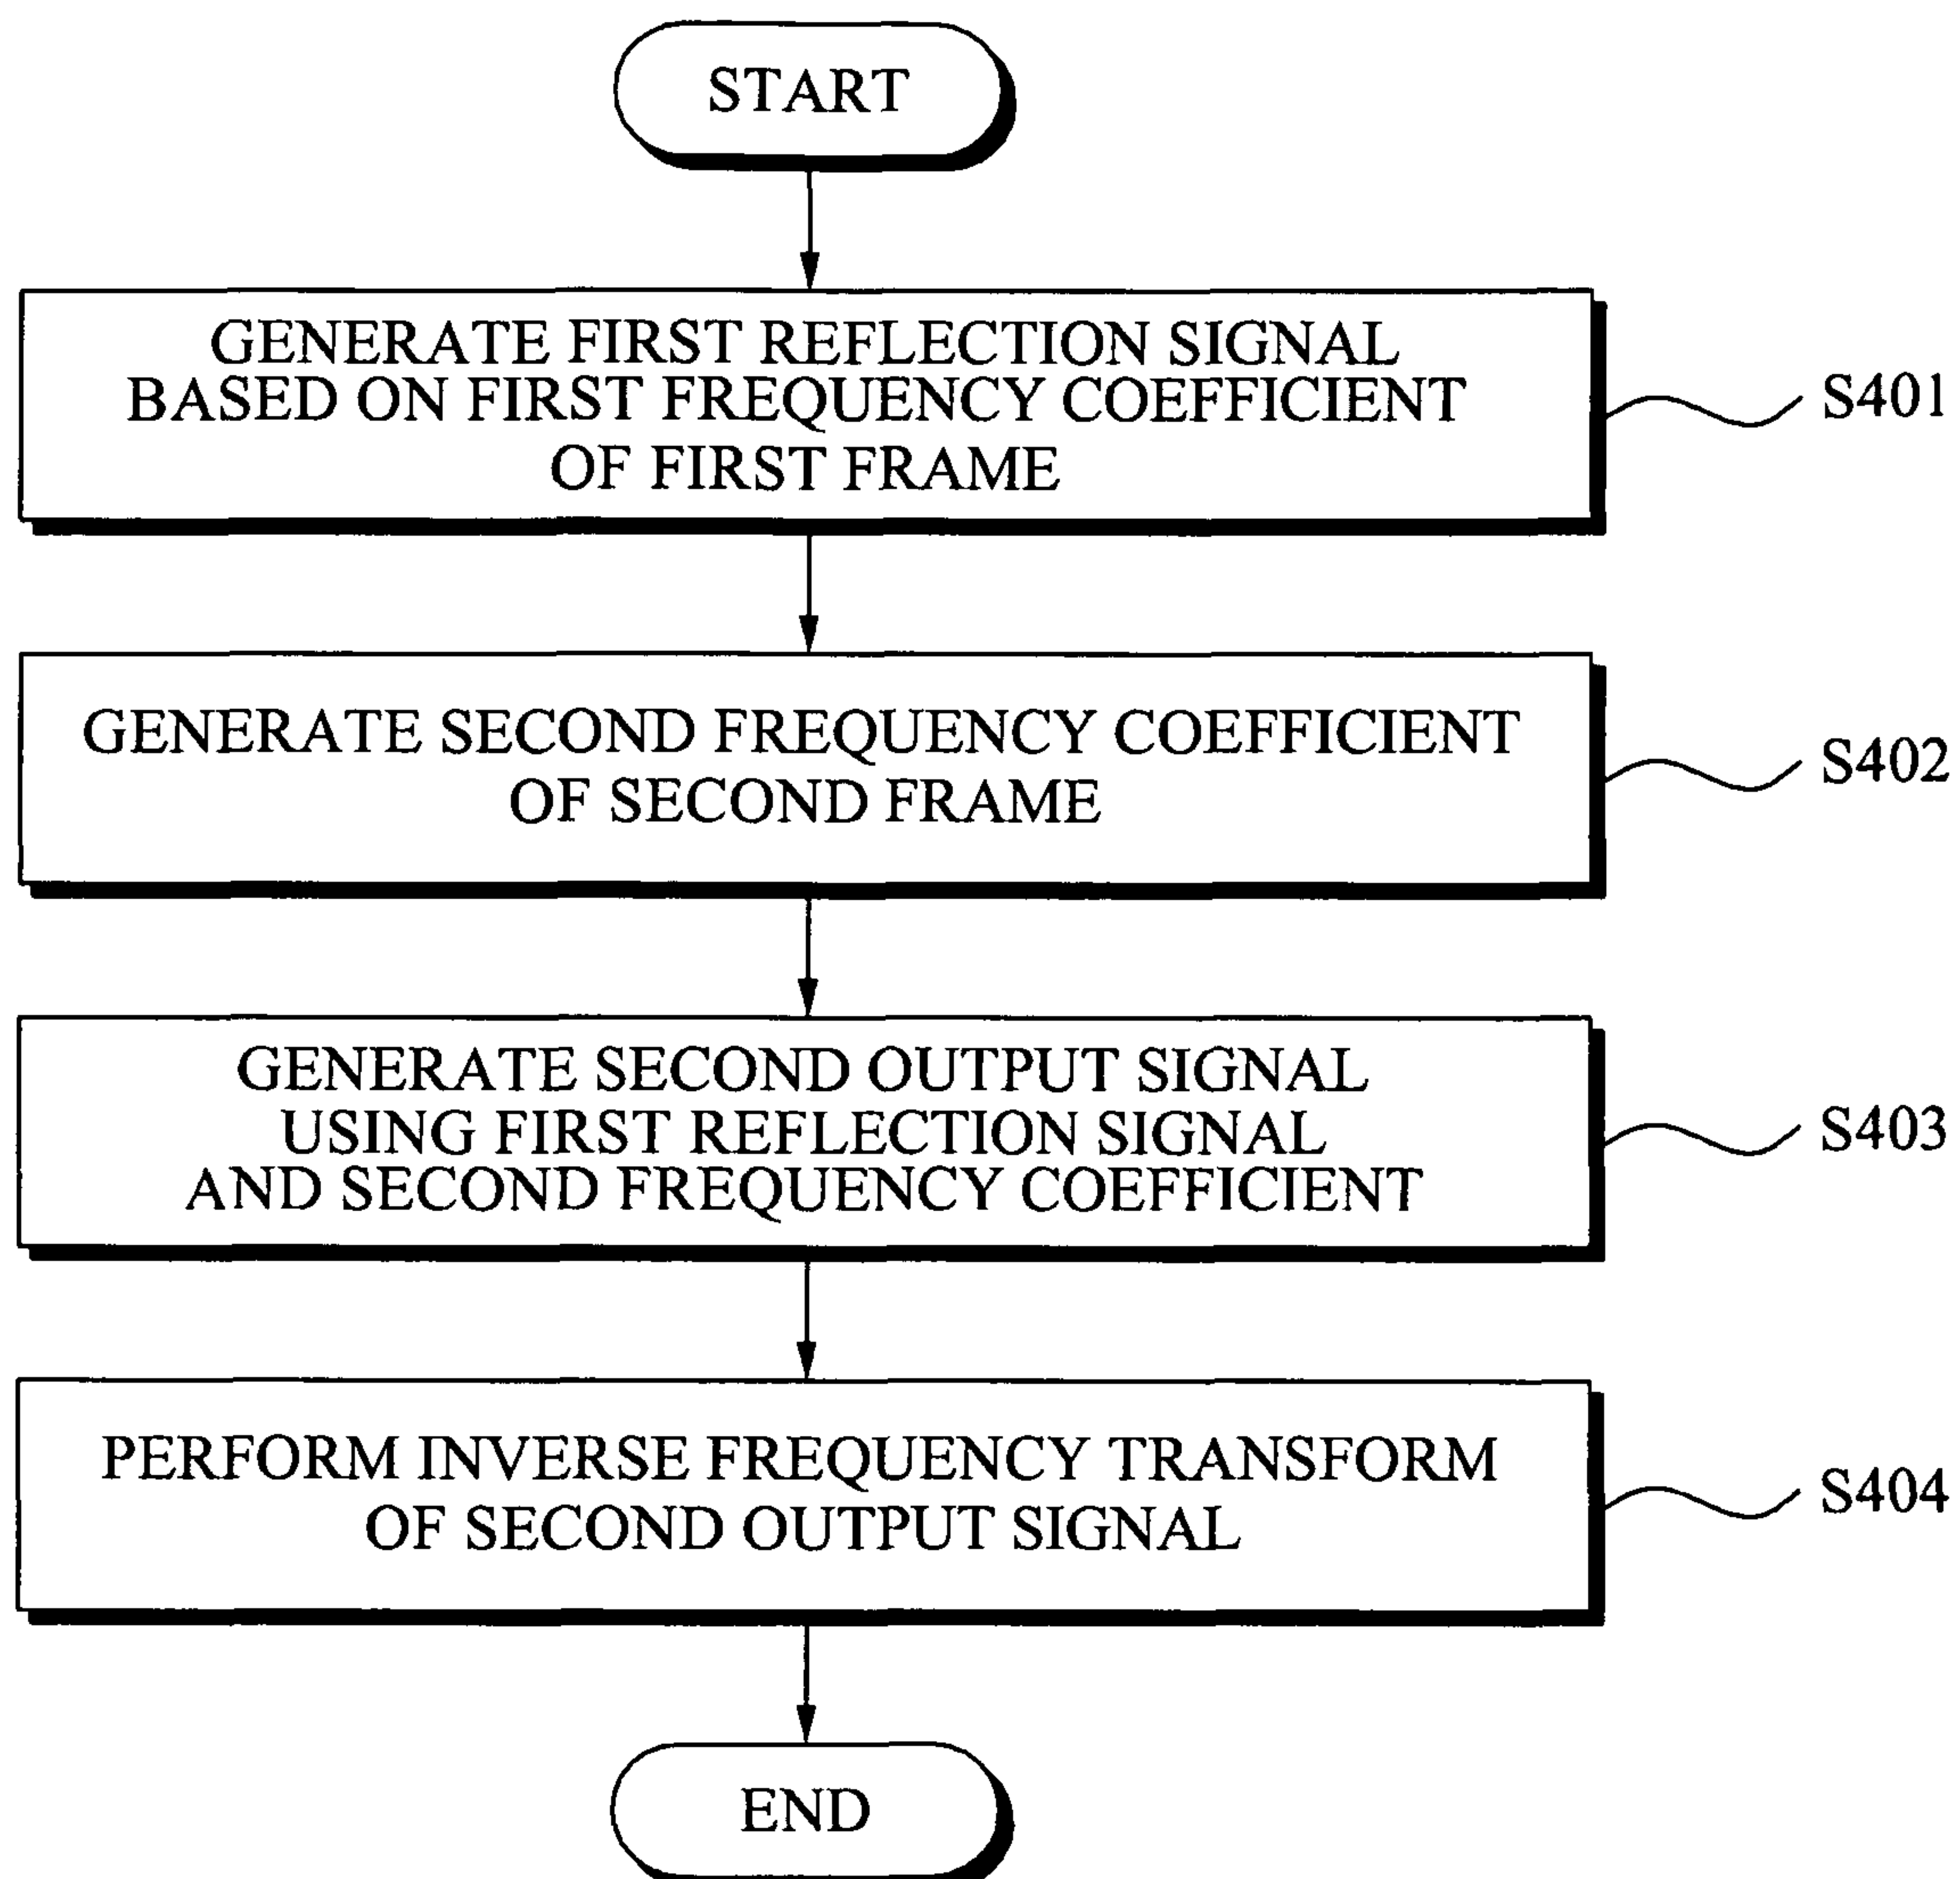 START
GENERATE FIRST REFLECTION SIGNAL
BASED ON FIRST FREQUENCY COEFFICIENT
OF FIRST FRAME
S401
GENERATE SECOND FREQUENCY COEFFICIENT
OF SECOND FRAME
S402
GENERATE SECOND OUTPUT SIGNAL
USING FIRST REFLECTION SIGNAL
AND SECOND FREQUENCY COEFFICIENT
S403
PERFORM INVERSE FREQUENCY TRANSFORM
OF SECOND OUTPUT SIGNAL
S404
END